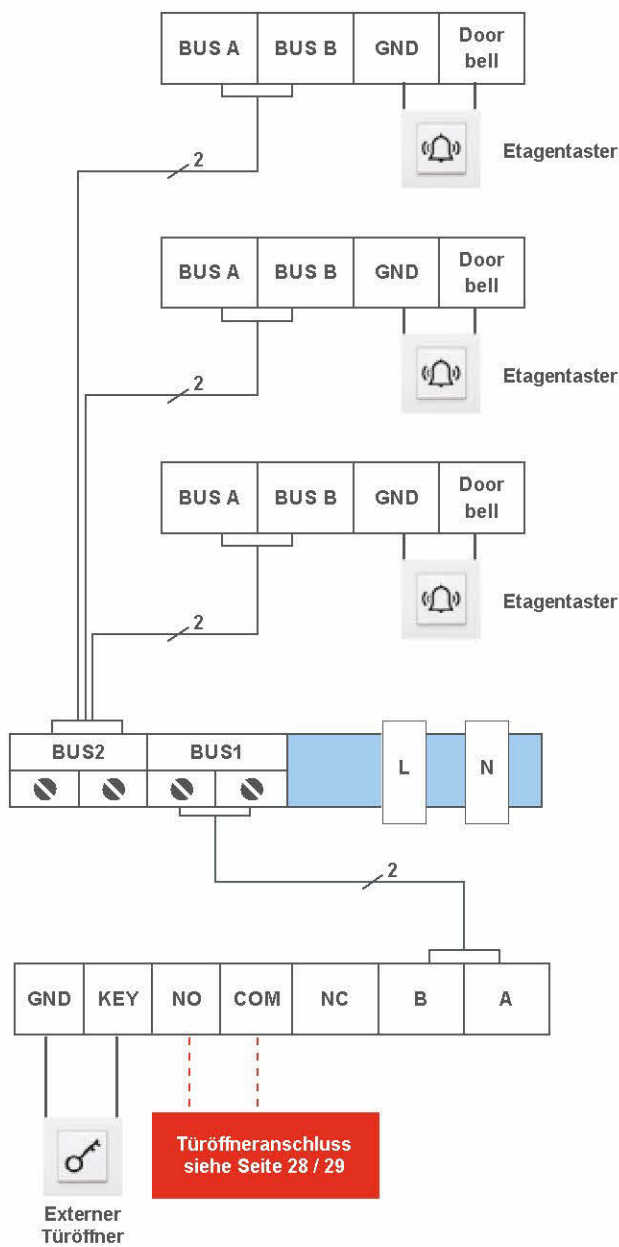 BUS A BUS B GND Door bell
Etagentaster
2
BUS A BUS B GND Door bell
Etagentaster
2
BUS A BUS B GND Door bell
Etagentaster
2
BUS2 BUS1 L N
2
GND KEY NO COM NC B A
Türöffneranschluss
siehe Seite 28 / 29
Externer
Türöffner